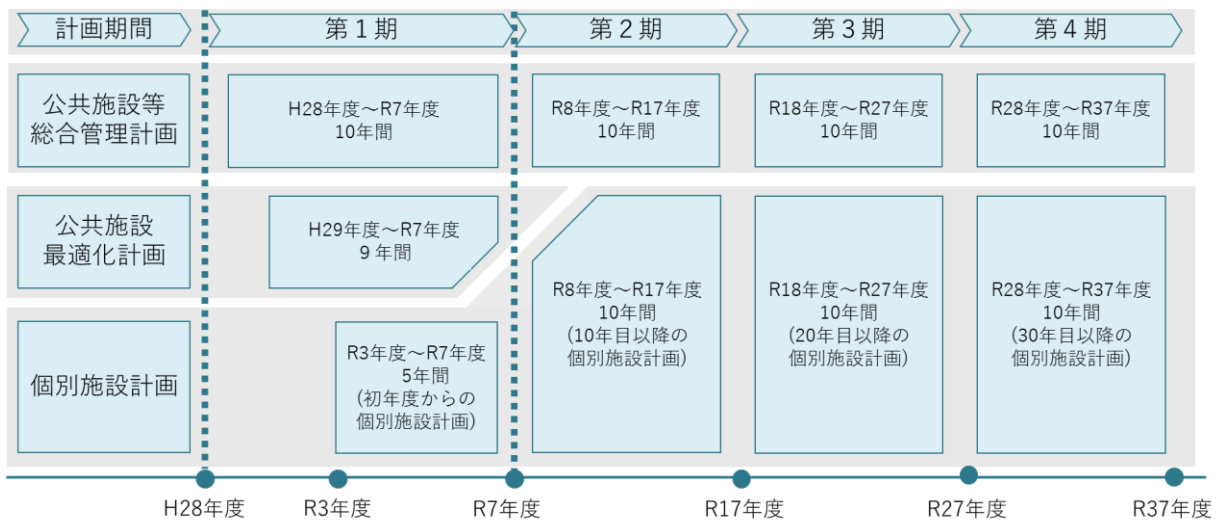 計画期間
第１期
第２期
第３期
第４期
公共施設等
総合管理計画
H28年度～R7年度
10年間
R8年度～R17年度
10年間
R18年度～R27年度
10年間
R28年度～R37年度
10年間
公共施設
最適化計画
H29年度～R7年度
９年間
個別施設計画
R3年度～R7年度
5年間
(初年度からの
個別施設計画)
R8年度～R17年度
10年間
(10年目以降の
個別施設計画)
R18年度～R27年度
10年間
(20年目以降の
個別施設計画)
R28年度～R37年度
10年間
(30年目以降の
個別施設計画)
H28年度
R3年度
R7年度
R17年度
R27年度
R37年度